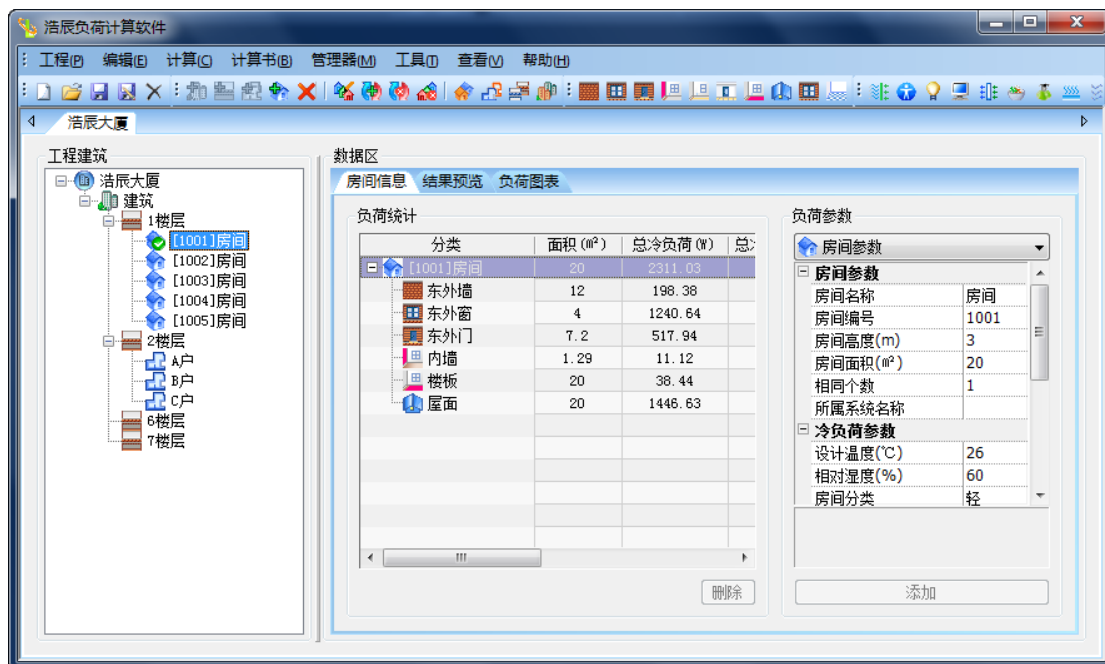 浩辰负荷计算软件
工程(P) 编辑(E) 计算(C) 计算书(B) 管理器(M) 工具(T) 查看(V) 帮助(H)
浩辰大厦
工程建筑
浩辰大厦
建筑
1楼层
[1001]房间
[1002]房间
[1003]房间
[1004]房间
[1005]房间
2楼层
A户
B户
C户
6楼层
7楼层
数据区
房间信息 结果预览 负荷图表
负荷统计
分类 面积(㎡) 总冷负荷(W) 总
[1001]房间 20 2311.03
东外墙 12 198.38
东外窗 4 1240.64
东外门 7.2 517.94
内墙 1.29 11.12
楼板 20 38.44
屋面 20 1446.63
删除
负荷参数
房间参数
房间参数
房间名称 房间
房间编号 1001
房间高度(m) 3
房间面积(㎡) 20
相同个数 1
所属系统名称
冷负荷参数
设计温度(℃) 26
相对湿度(%) 60
房间分类 轻
添加